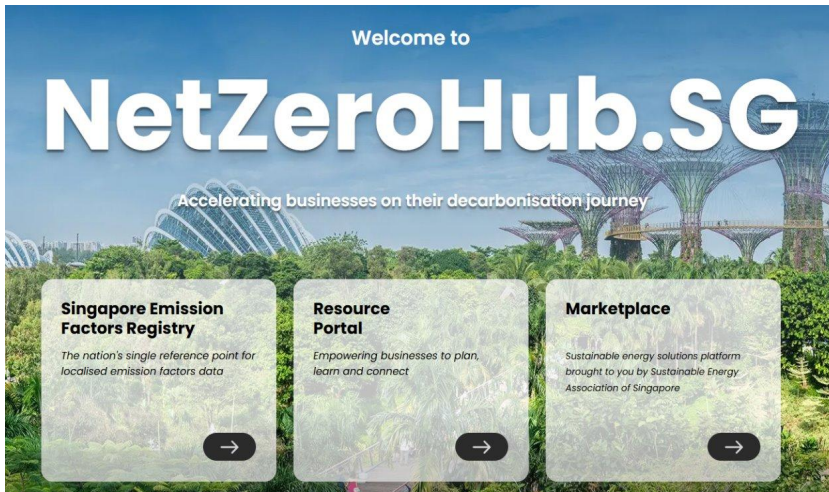 Welcome to
NetZeroHub.SG
Accelerating businesses on their decarbonisation journey
Singapore Emission
Factors Registry
The nation's single reference point for
localised emission factors data
Resource
Portal
Empowering businesses to plan,
learn and connect
Marketplace
Sustainable energy solutions platform
brought to you by Sustainable Energy
Association of Singapore